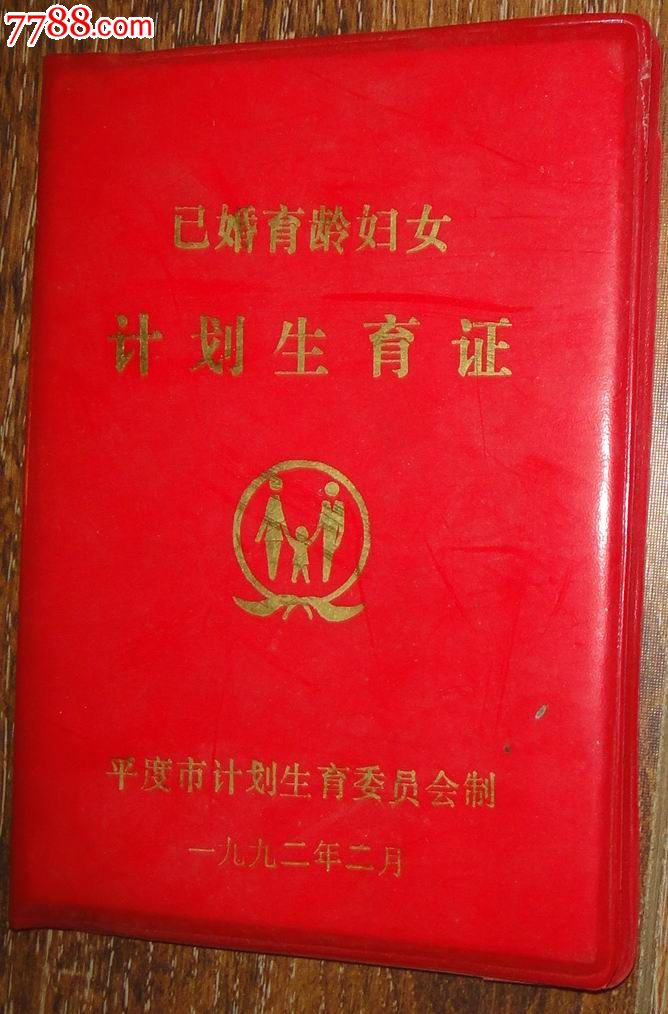 7788.com
已婚育龄妇女
计划生育证
平度市计划生育委员会制
一九九二年二月